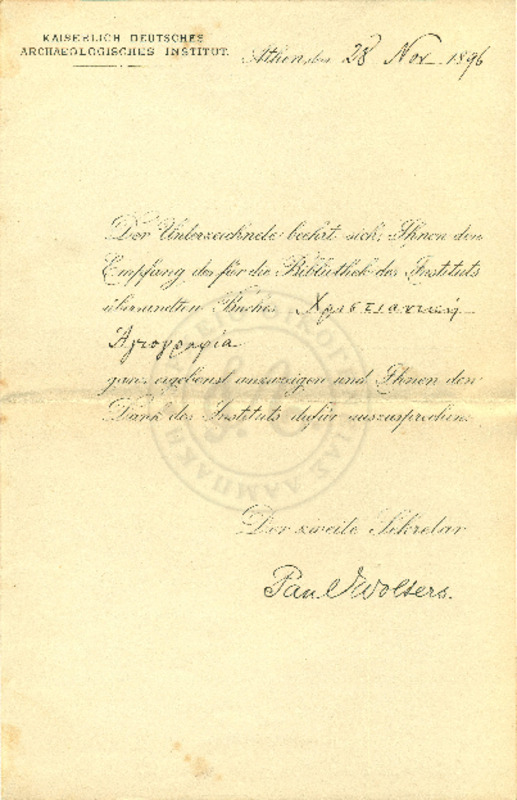 KAISERLICH DEUTSCHES
ARCHAEOLOGISCHES INSTITUT.
Athen, den 28 Nov. 1896
Der Unterzeichnete beehrt sich, Ihnen den
Empfang des für die Bibliothek des Instituts
übersandten Buches Χριστιανική
Ἁγιογραφία
ganz ergebenst anzuzeigen und Ihnen den
Dank des Instituts dafür auszusprechen.
Der zweite Sekretar
Paul Wolters.